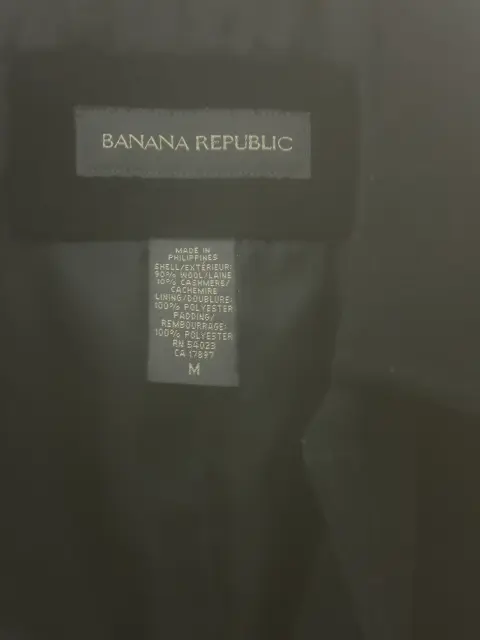 BANANA REPUBLIC
MADE IN
PHILIPPINES
SHELL/EXTÉRIEUR:
90% WOOL/LAINE
10% CASHMERE/
CACHEMIRE
LINING/DOUBLURE:
100% POLYESTER
PADDING/
REMBOURRAGE:
100% POLYESTER
RN 54023
CA 17897
M